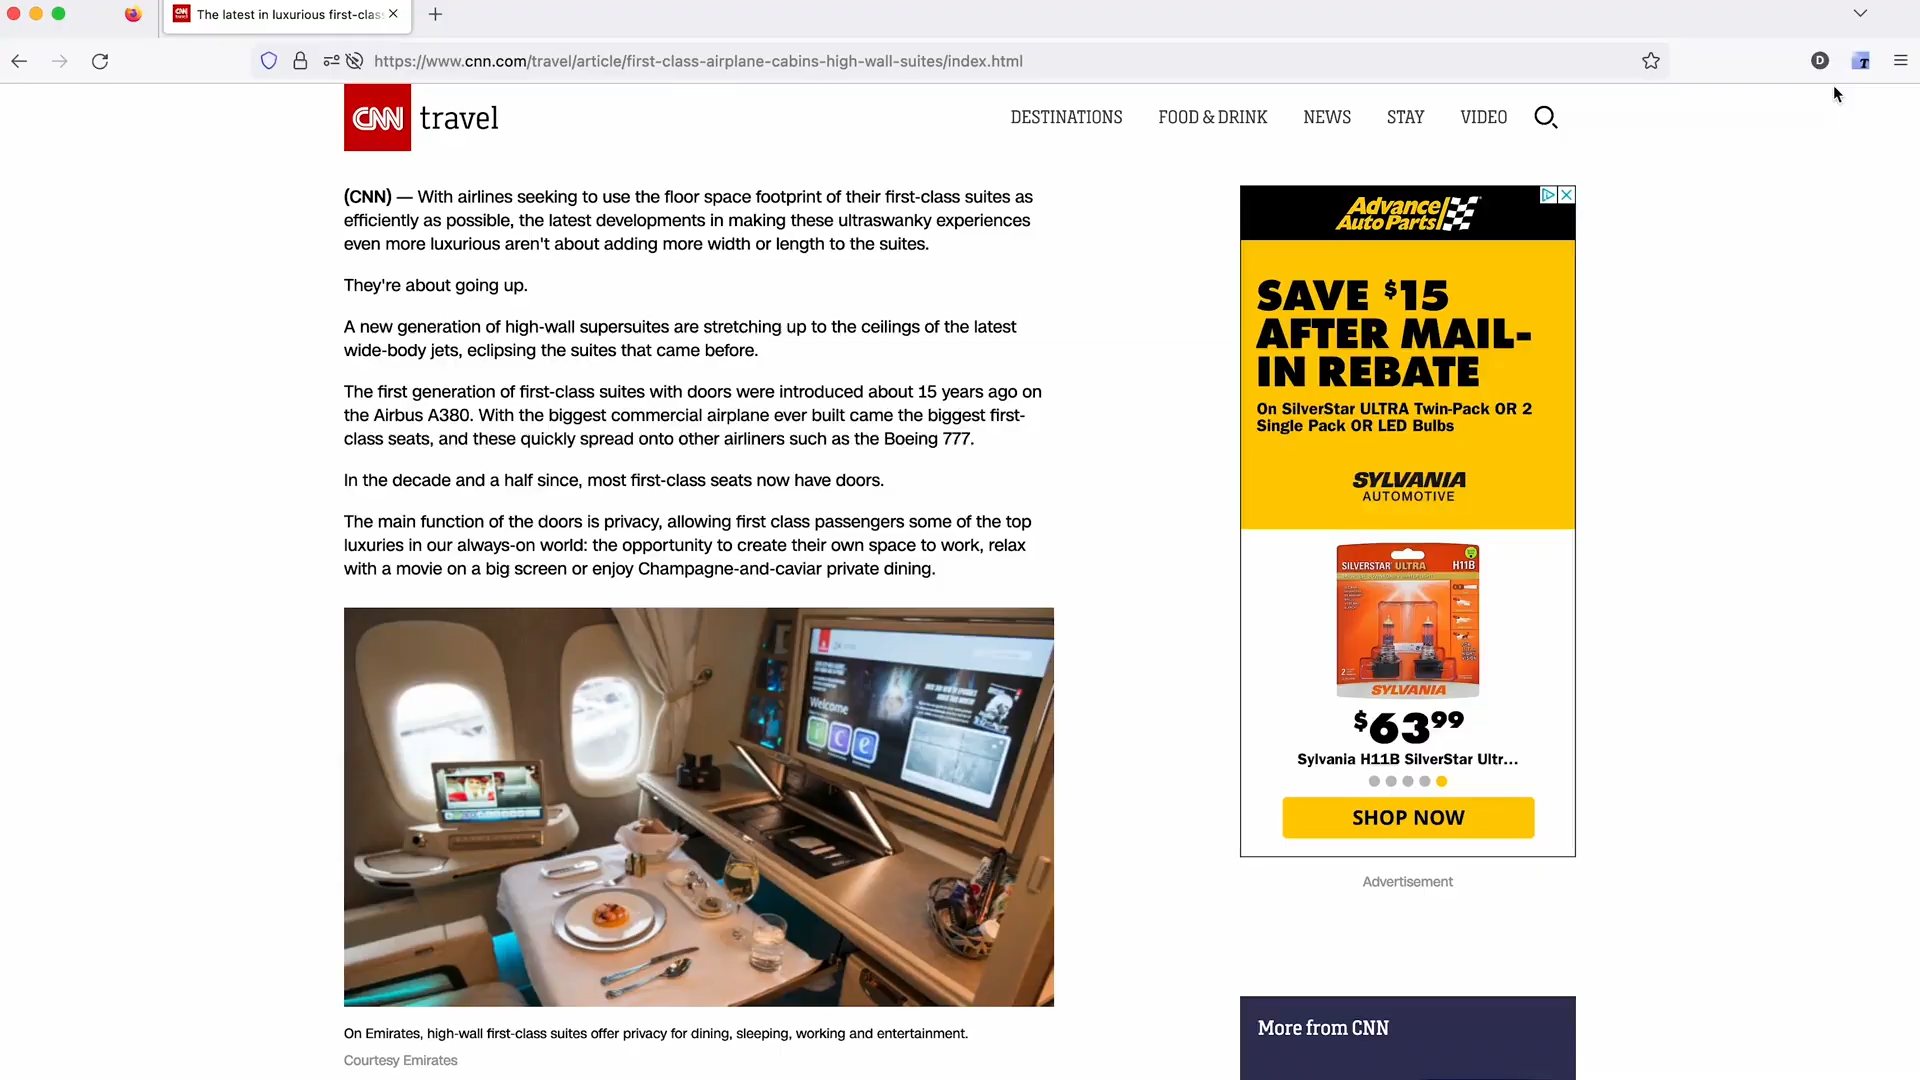 The latest in luxurious first-clas
https://www.cnn.com/travel/article/first-class-airplane-cabins-high-wall-suites/index.html
D
T
CNN travel
DESTINATIONS FOOD & DRINK NEWS STAY VIDEO
(CNN) — With airlines seeking to use the floor space footprint of their first-class suites as
efficiently as possible, the latest developments in making these ultraswanky experiences
even more luxurious aren't about adding more width or length to the suites.
They're about going up.
A new generation of high-wall supersuites are stretching up to the ceilings of the latest
wide-body jets, eclipsing the suites that came before.
The first generation of first-class suites with doors were introduced about 15 years ago on
the Airbus A380. With the biggest commercial airplane ever built came the biggest first-
class seats, and these quickly spread onto other airliners such as the Boeing 777.
In the decade and a half since, most first-class seats now have doors.
The main function of the doors is privacy, allowing first class passengers some of the top
luxuries in our always-on world: the opportunity to create their own space to work, relax
with a movie on a big screen or enjoy Champagne-and-caviar private dining.
Welcome
ice
On Emirates, high-wall first-class suites offer privacy for dining, sleeping, working and entertainment.
Courtesy Emirates
Advance
Auto Parts
SAVE $15
AFTER MAIL-
IN REBATE
On SilverStar ULTRA Twin-Pack OR 2
Single Pack OR LED Bulbs
SYLVANIA
AUTOMOTIVE
SILVERSTAR ULTRA H11B
SYLVANIA
$6399
Sylvania H11B SilverStar Ultr...
SHOP NOW
Advertisement
More from CNN